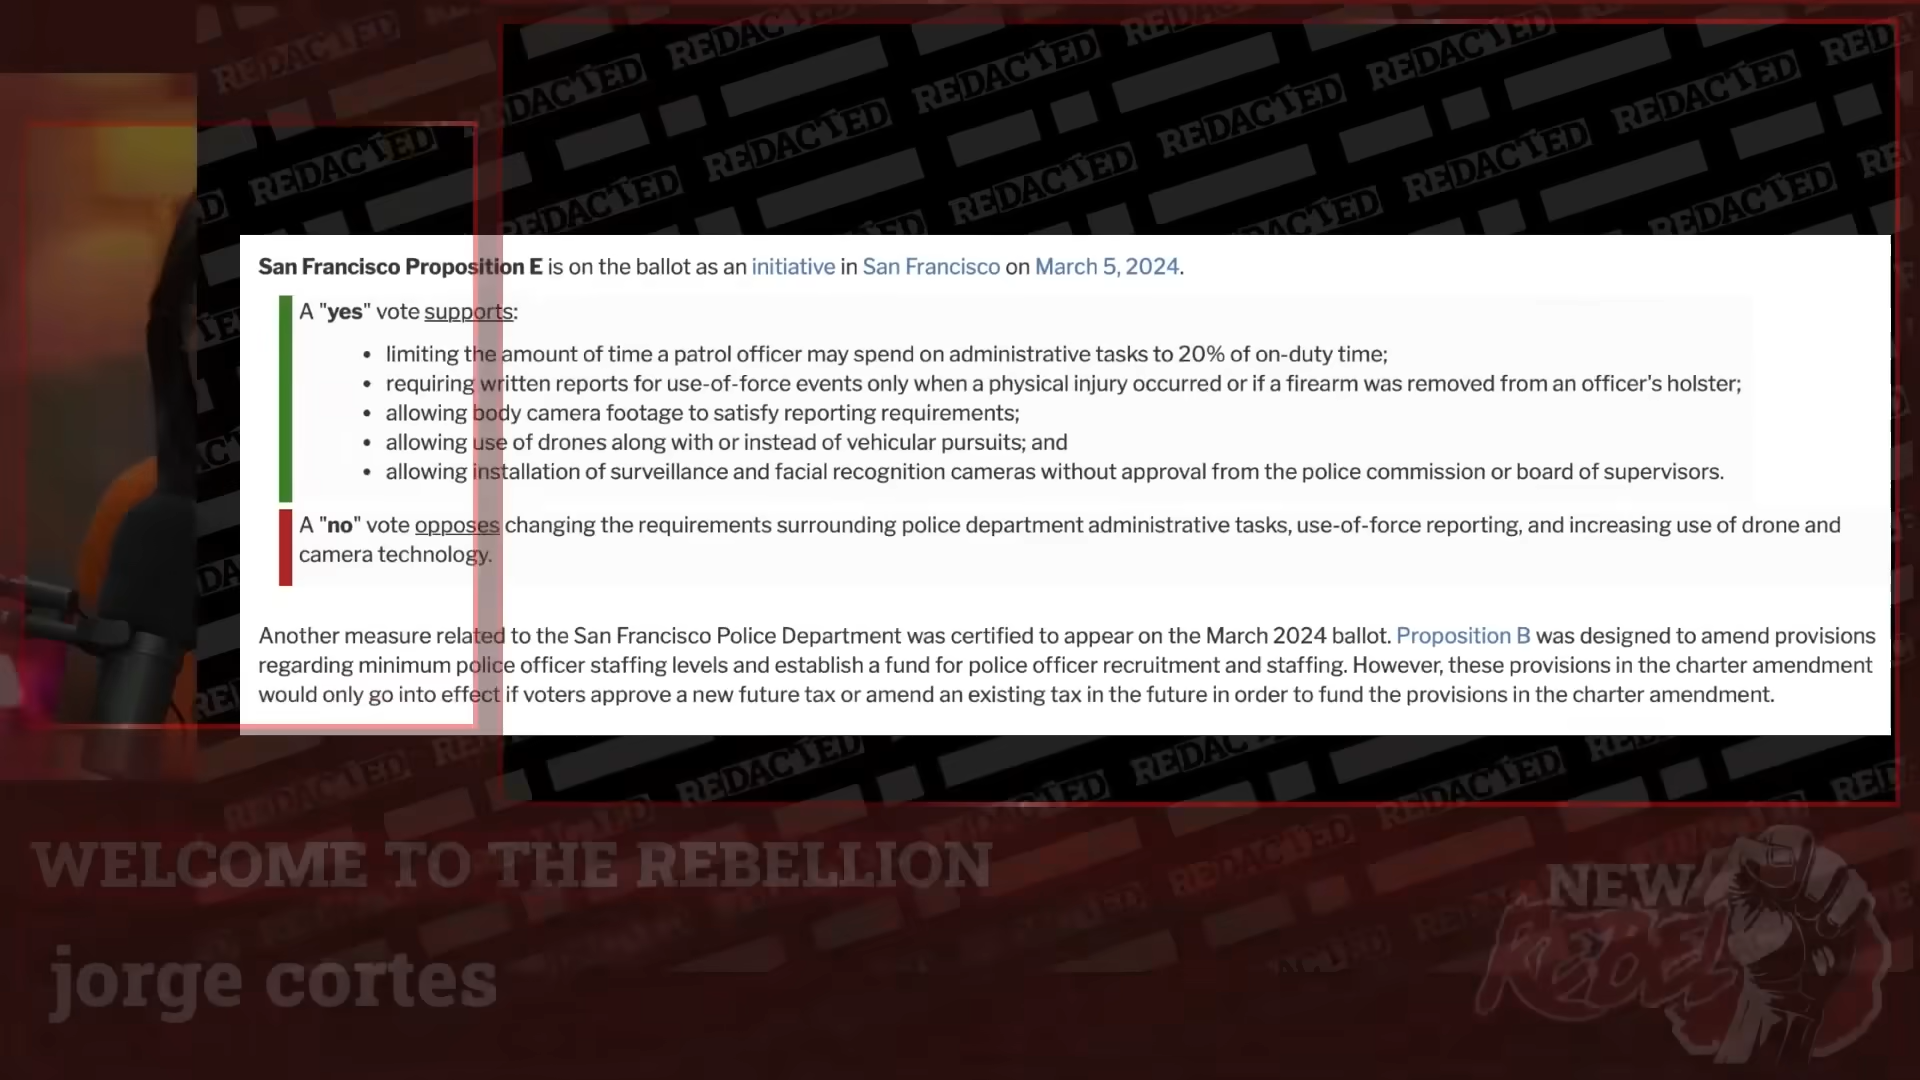 San Francisco Proposition E is on the ballot as an initiative in San Francisco on March 5, 2024.
A "yes" vote supports:
• limiting the amount of time a patrol officer may spend on administrative tasks to 20% of on-duty time;
• requiring written reports for use-of-force events only when a physical injury occurred or if a firearm was removed from an officer's holster;
• allowing body camera footage to satisfy reporting requirements;
• allowing use of drones along with or instead of vehicular pursuits; and
• allowing installation of surveillance and facial recognition cameras without approval from the police commission or board of supervisors.
A "no" vote opposes changing the requirements surrounding police department administrative tasks, use-of-force reporting, and increasing use of drone and
camera technology.
Another measure related to the San Francisco Police Department was certified to appear on the March 2024 ballot. Proposition B was designed to amend provisions
regarding minimum police officer staffing levels and establish a fund for police officer recruitment and staffing. However, these provisions in the charter amendment
would only go into effect if voters approve a new future tax or amend an existing tax in the future in order to fund the provisions in the charter amendment.
WELCOME TO THE REBELLION
jorge cortes
NEW
REBEL
REDACTED